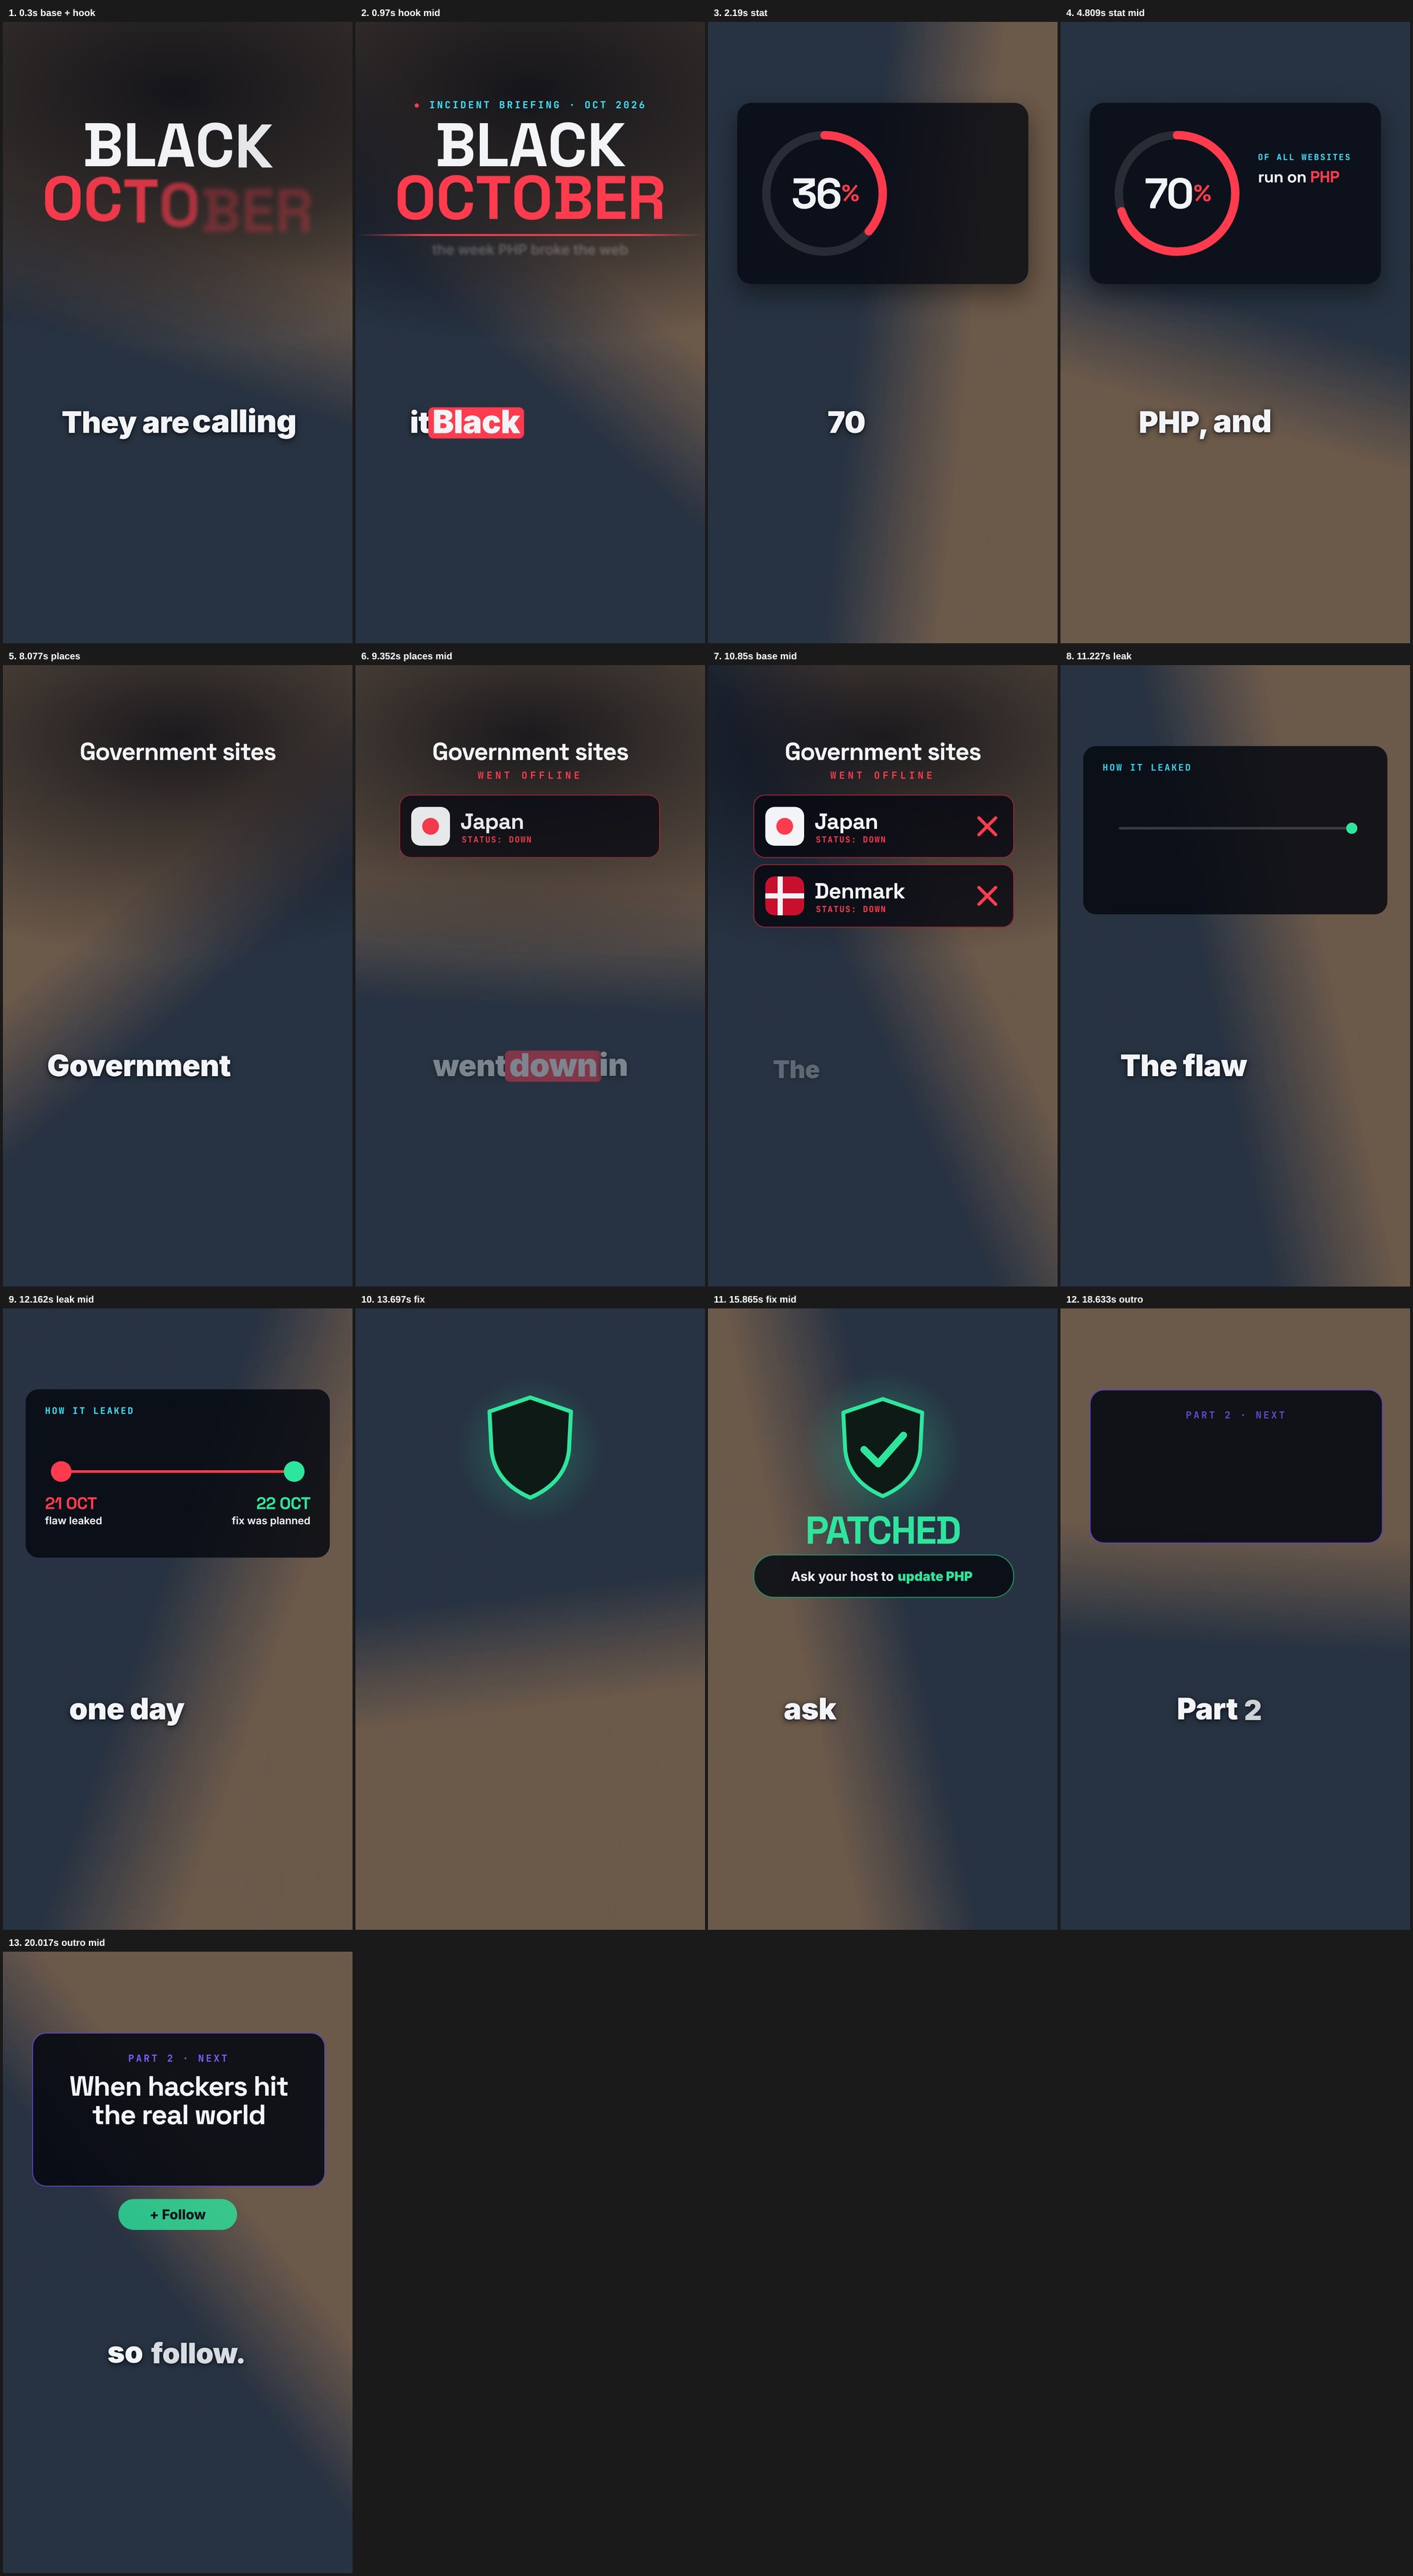 1. 0.3s base + hook
BLACK
OCTOBER
They are calling
2. 0.97s hook mid
• INCIDENT BRIEFING · OCT 2026
BLACK
OCTOBER
the week PHP broke the web
it Black
3. 2.19s stat
36%
70
4. 4.809s stat mid
70%
OF ALL WEBSITES
run on PHP
PHP, and
5. 8.077s places
Government sites
Government
6. 9.352s places mid
Government sites
WENT OFFLINE
Japan
STATUS: DOWN
went down in
7. 10.85s base mid
Government sites
WENT OFFLINE
Japan
STATUS: DOWN
Denmark
STATUS: DOWN
The
8. 11.227s leak
HOW IT LEAKED
The flaw
9. 12.162s leak mid
HOW IT LEAKED
21 OCT
flaw leaked
22 OCT
fix was planned
one day
10. 13.697s fix
11. 15.865s fix mid
PATCHED
Ask your host to update PHP
ask
12. 18.633s outro
PART 2 · NEXT
Part 2
13. 20.017s outro mid
PART 2 · NEXT
When hackers hit
the real world
+ Follow
so follow.